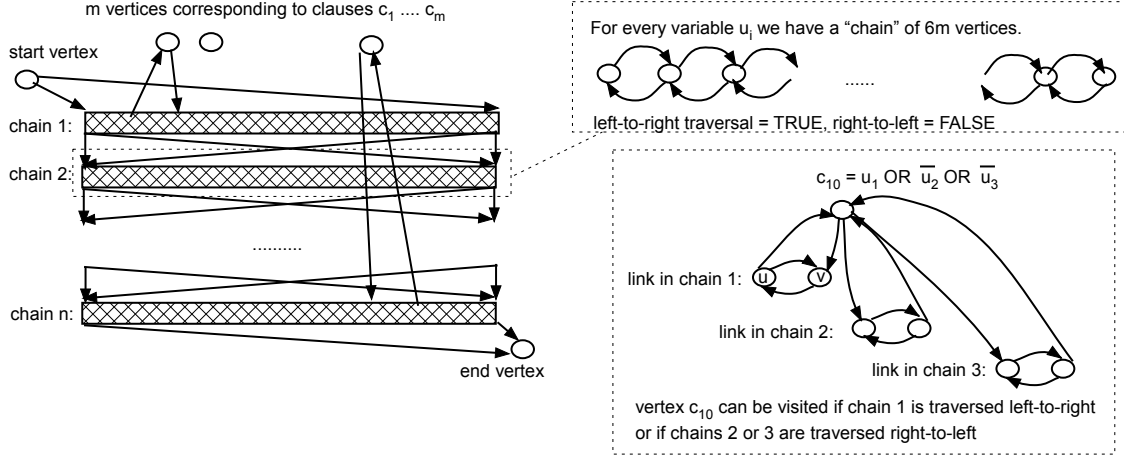 m vertices corresponding to clauses c₁ .... cₘ
start vertex
chain 1:
chain 2:
..........
chain n:
end vertex
For every variable uᵢ we have a “chain” of 6m vertices.
......
left-to-right traversal = TRUE, right-to-left = FALSE
c₁₀ = u₁ OR u̅₂ OR u̅₃
link in chain 1:
u
v
link in chain 2:
link in chain 3:
vertex c₁₀ can be visited if chain 1 is traversed left-to-right
or if chains 2 or 3 are traversed right-to-left